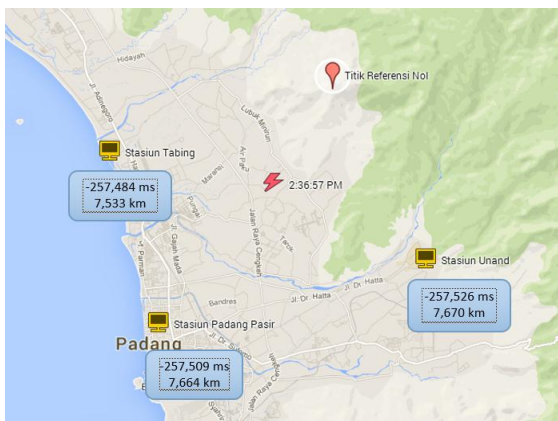 Hidayah
Titik Referensi Nol
Jl. Adinegoro
Lubuk Minturun
Stasiun Tabing
Air Pacah
Maransi
2:36:57 PM
-257,484 ms
7,533 km
Jalan Raya Cengkeh
Tarok
Jl. Gajah Mada
Stasiun Unand
Jl. Dr. Hatta
-257,526 ms
7,670 km
Bandres
Jl. Dr. Hatta
Stasiun Padang Pasir
Padang
-257,509 ms
7,664 km